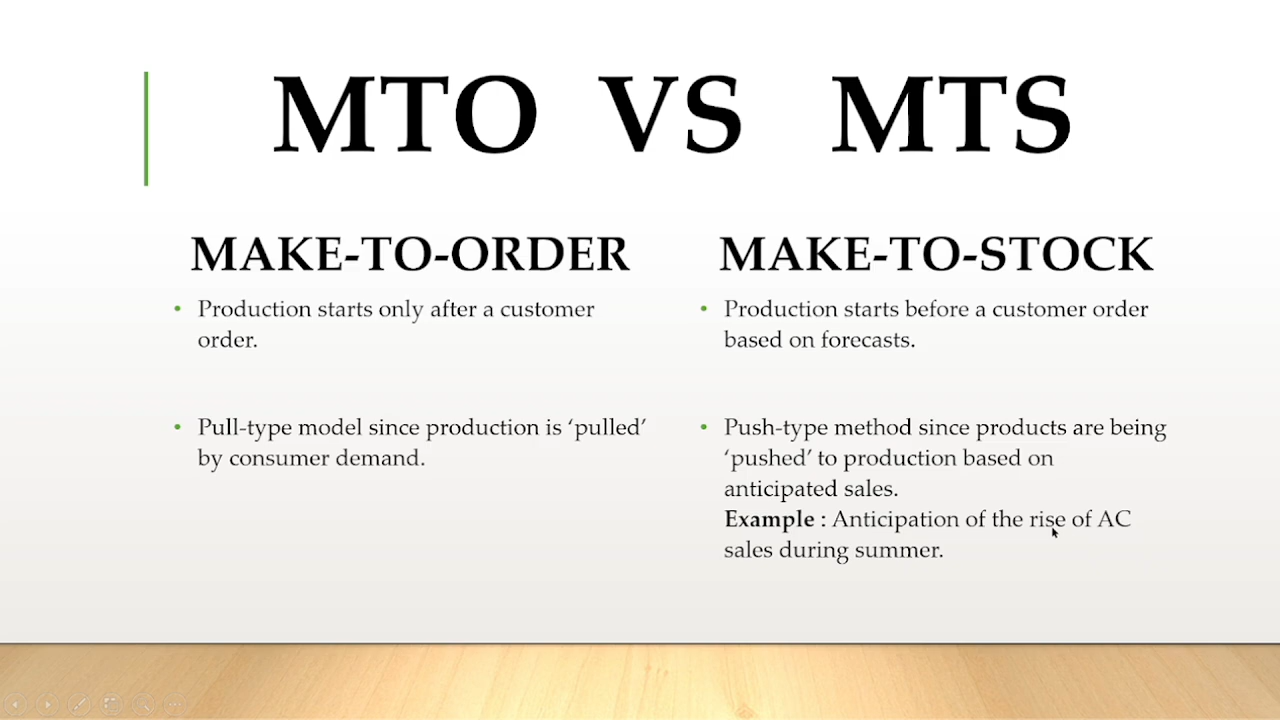 MTO VS MTS
MAKE-TO-ORDER
• Production starts only after a customer
order.
• Pull-type model since production is ‘pulled’
by consumer demand.
MAKE-TO-STOCK
• Production starts before a customer order
based on forecasts.
• Push-type method since products are being
‘pushed’ to production based on
anticipated sales.
Example : Anticipation of the rise of AC
sales during summer.